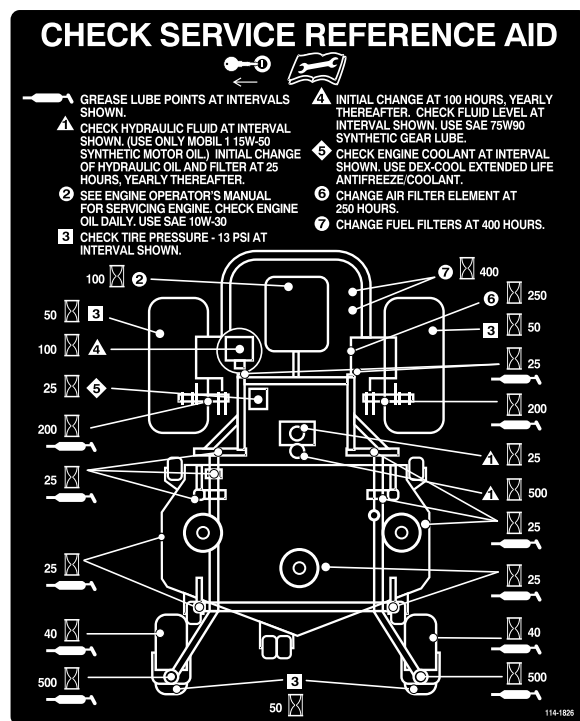 CHECK SERVICE REFERENCE AID
GREASE LUBE POINTS AT INTERVALS
SHOWN.
1 CHECK HYDRAULIC FLUID AT INTERVAL
SHOWN. (USE ONLY MOBIL 1 15W-50
SYNTHETIC MOTOR OIL.) INITIAL CHANGE
OF HYDRAULIC OIL AND FILTER AT 25
HOURS, YEARLY THEREAFTER.
2 SEE ENGINE OPERATOR'S MANUAL
FOR SERVICING ENGINE. CHECK ENGINE
OIL DAILY. USE SAE 10W-30
3 CHECK TIRE PRESSURE - 13 PSI AT
INTERVAL SHOWN.
4 INITIAL CHANGE AT 100 HOURS, YEARLY
THEREAFTER. CHECK FLUID LEVEL AT
INTERVAL SHOWN. USE SAE 75W90
SYNTHETIC GEAR LUBE.
5 CHECK ENGINE COOLANT AT INTERVAL
SHOWN. USE DEX-COOL EXTENDED LIFE
ANTIFREEZE/COOLANT.
6 CHANGE AIR FILTER ELEMENT AT
250 HOURS.
7 CHANGE FUEL FILTERS AT 400 HOURS.
100 2
7 400
6 250
50 3
3 50
100 4
25
25 5
200
200
1 25
25
1 500
25
25
25
40
40
500
500
3
50
114-1826